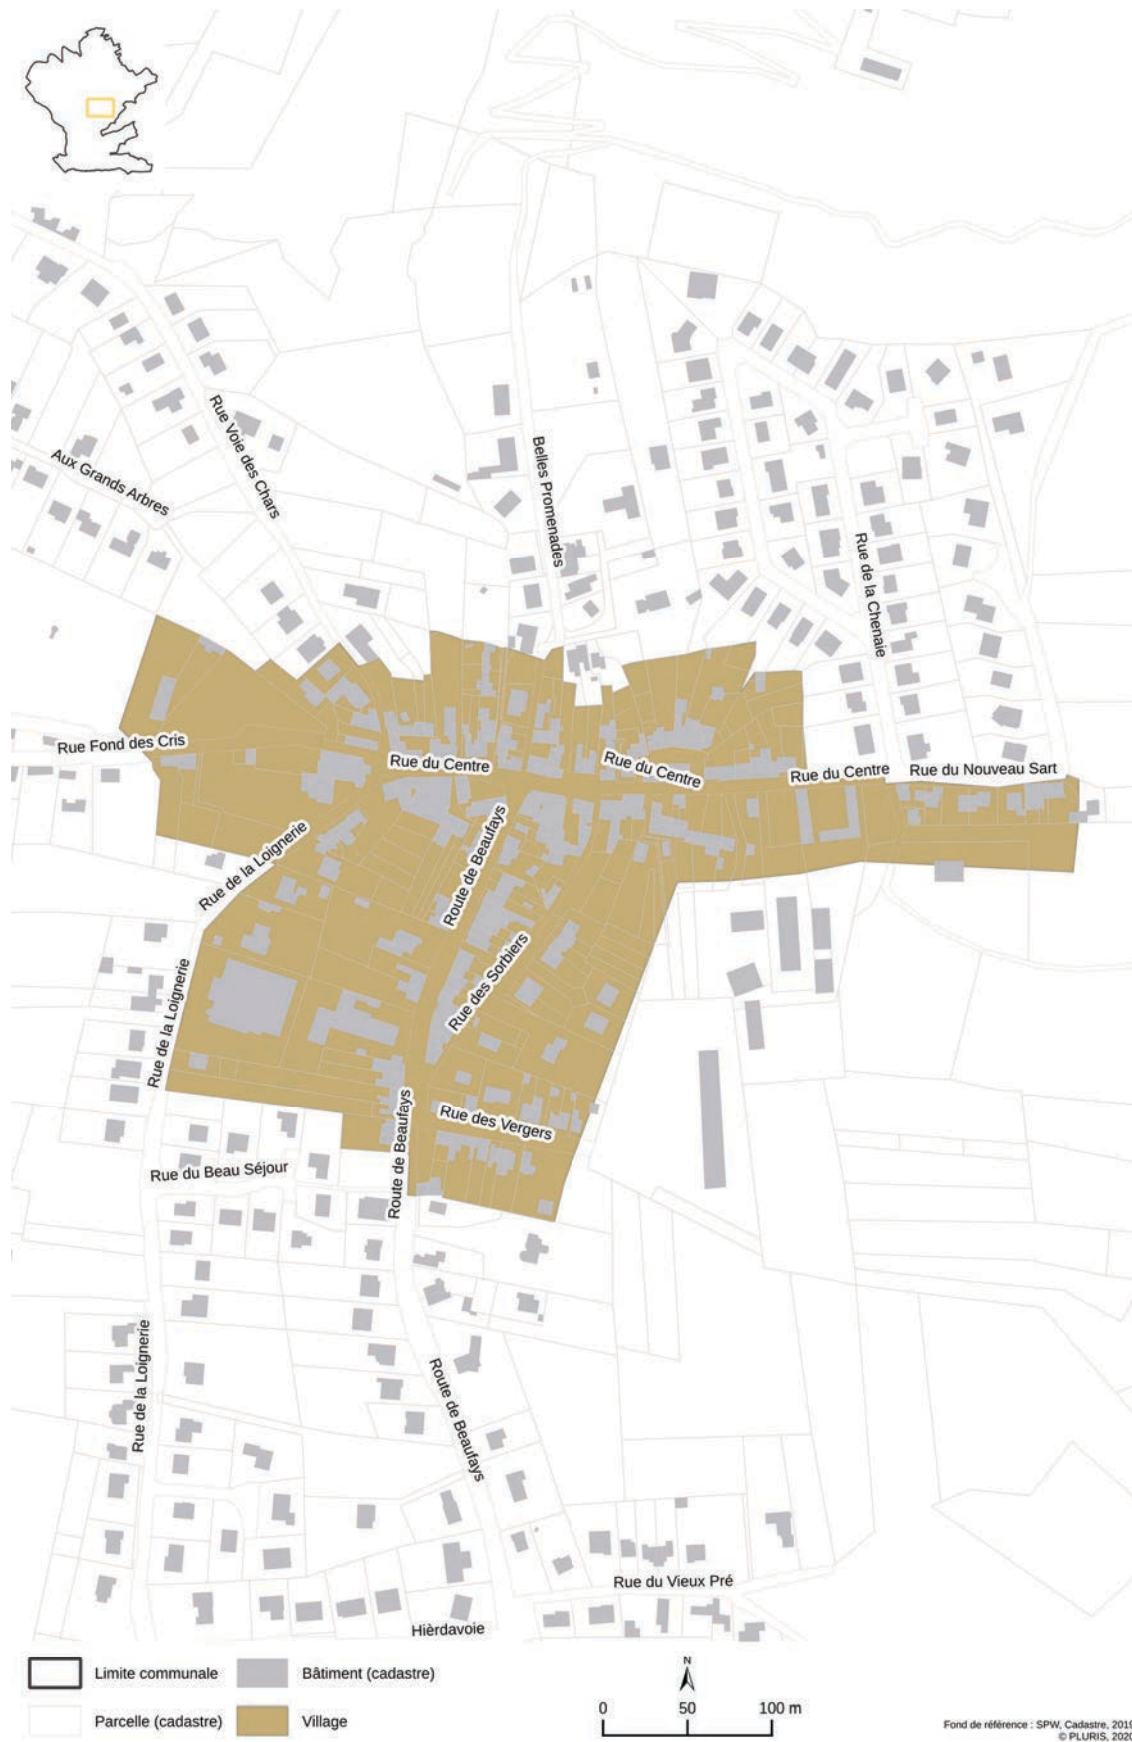 Rue Voie des Chars
Aux Grands Arbres
Belles Promenades
Rue de la Chenaie
Rue Fond des Cris
Rue du Centre
Rue du Centre
Rue du Centre
Rue du Nouveau Sart
Rue de la Loignerie
Route de Beaufays
Rue des Sorbiers
Rue de la Loignerie
Rue des Vergers
Route de Beaufays
Rue du Beau Séjour
Rue de la Loignerie
Route de Beaufays
Rue du Vieux Pré
Hièrdavoie
Limite communale
Bâtiment (cadastre)
Parcelle (cadastre)
Village
N
0 50 100 m
Fond de référence : SPW, Cadastre, 2019
© PLURIS, 2020